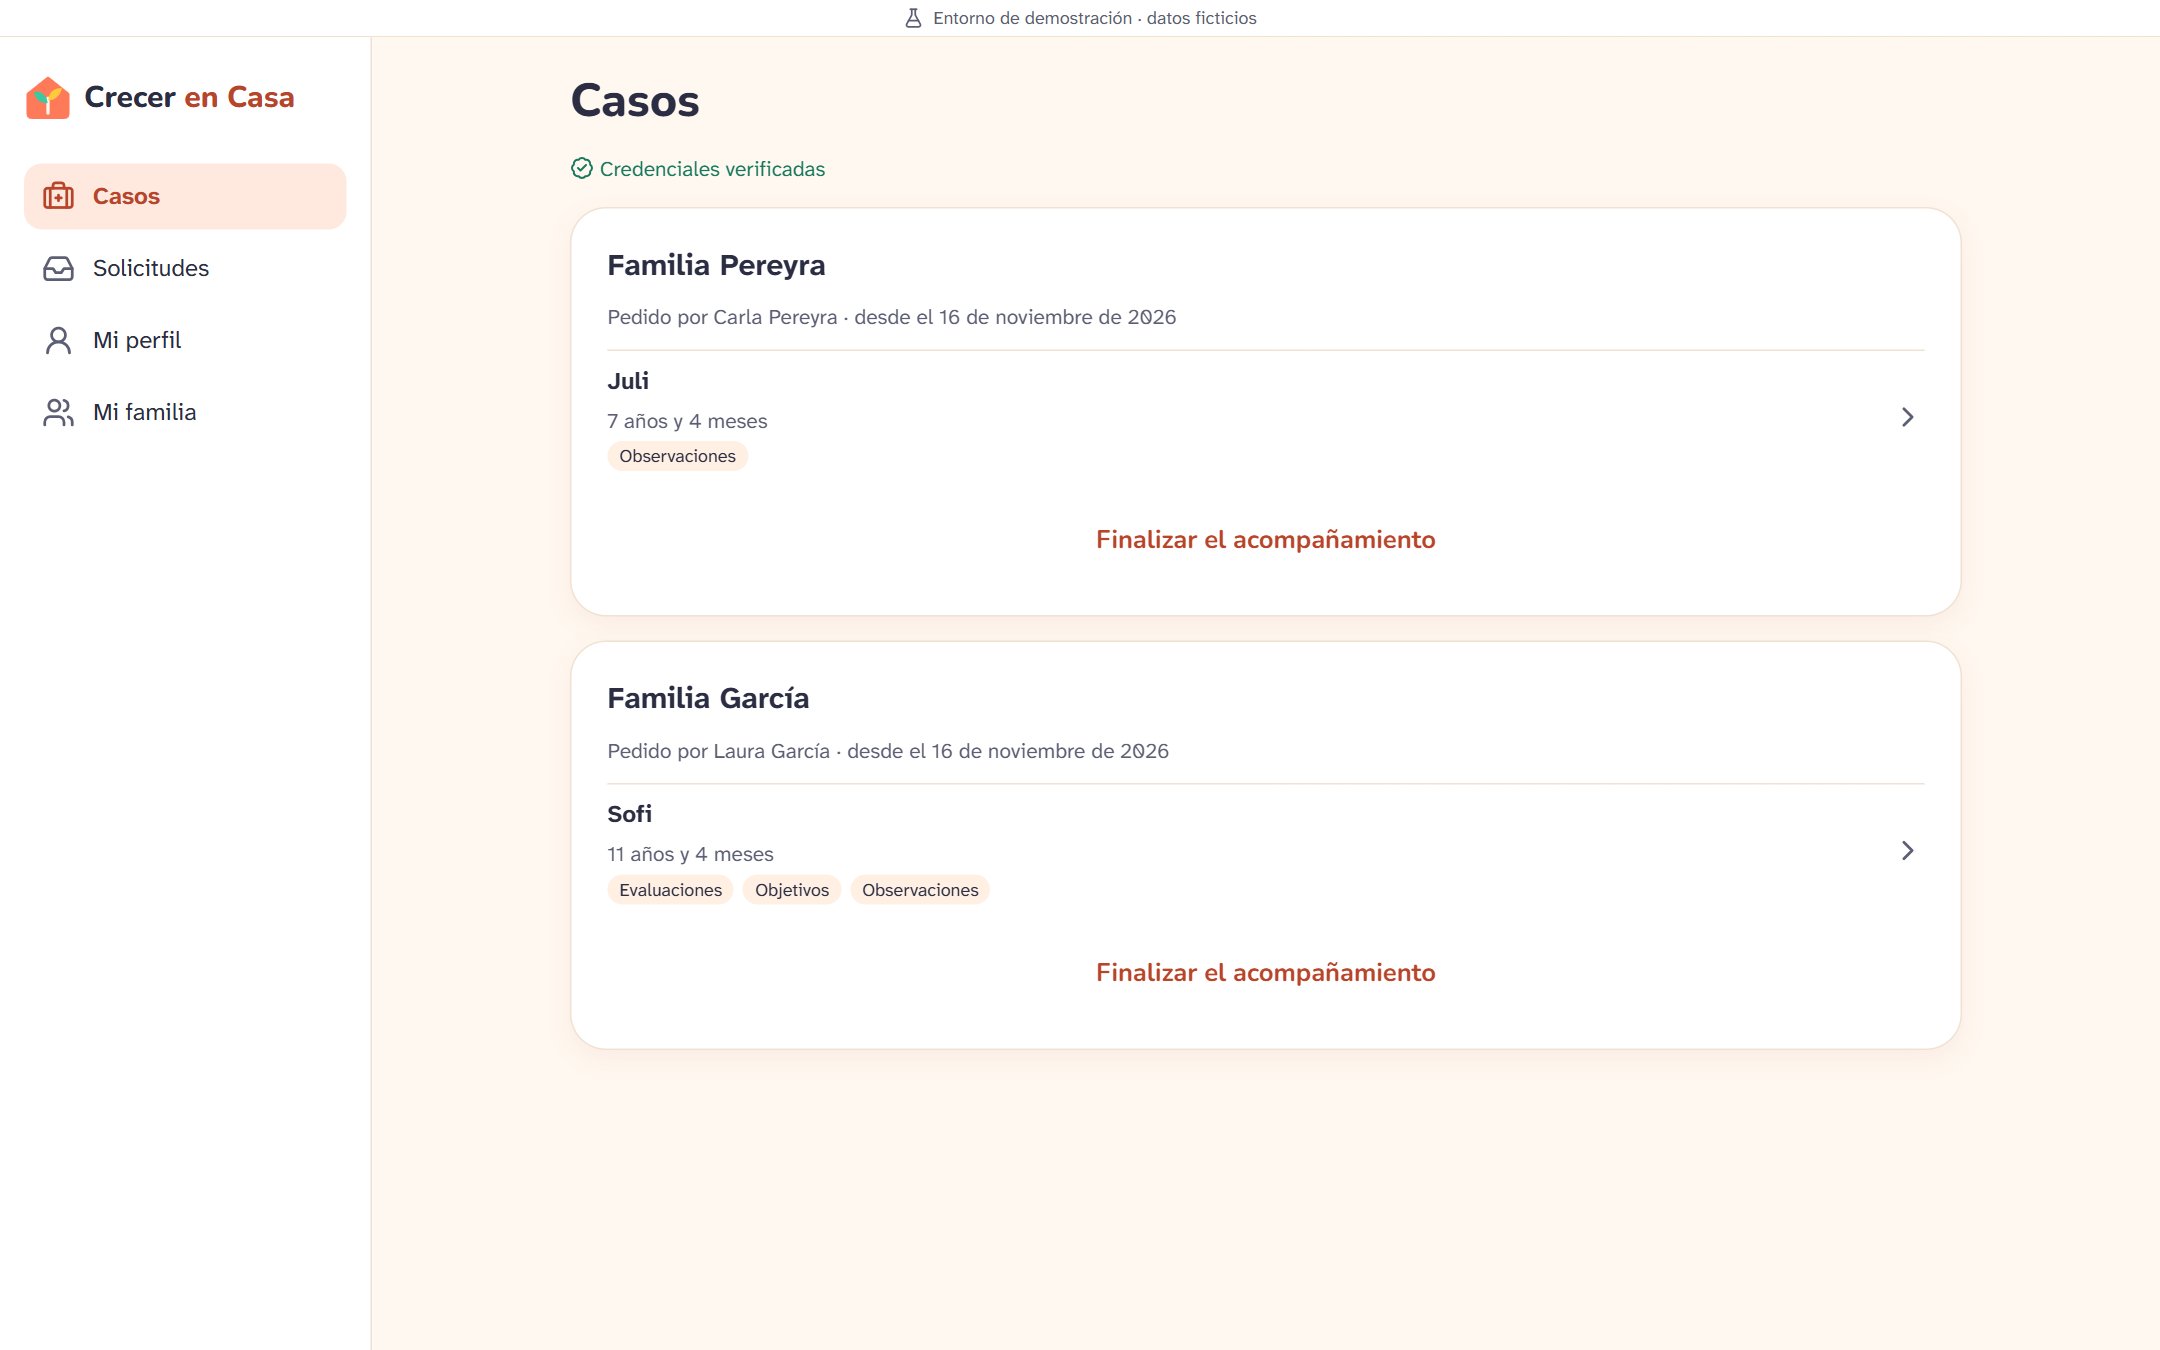 Entorno de demostración · datos ficticios
Crecer en Casa
Casos
Solicitudes
Mi perfil
Mi familia
Casos
Credenciales verificadas
Familia Pereyra
Pedido por Carla Pereyra · desde el 16 de noviembre de 2026
Juli
7 años y 4 meses
Observaciones
Finalizar el acompañamiento
Familia García
Pedido por Laura García · desde el 16 de noviembre de 2026
Sofi
11 años y 4 meses
Evaluaciones Objetivos Observaciones
Finalizar el acompañamiento